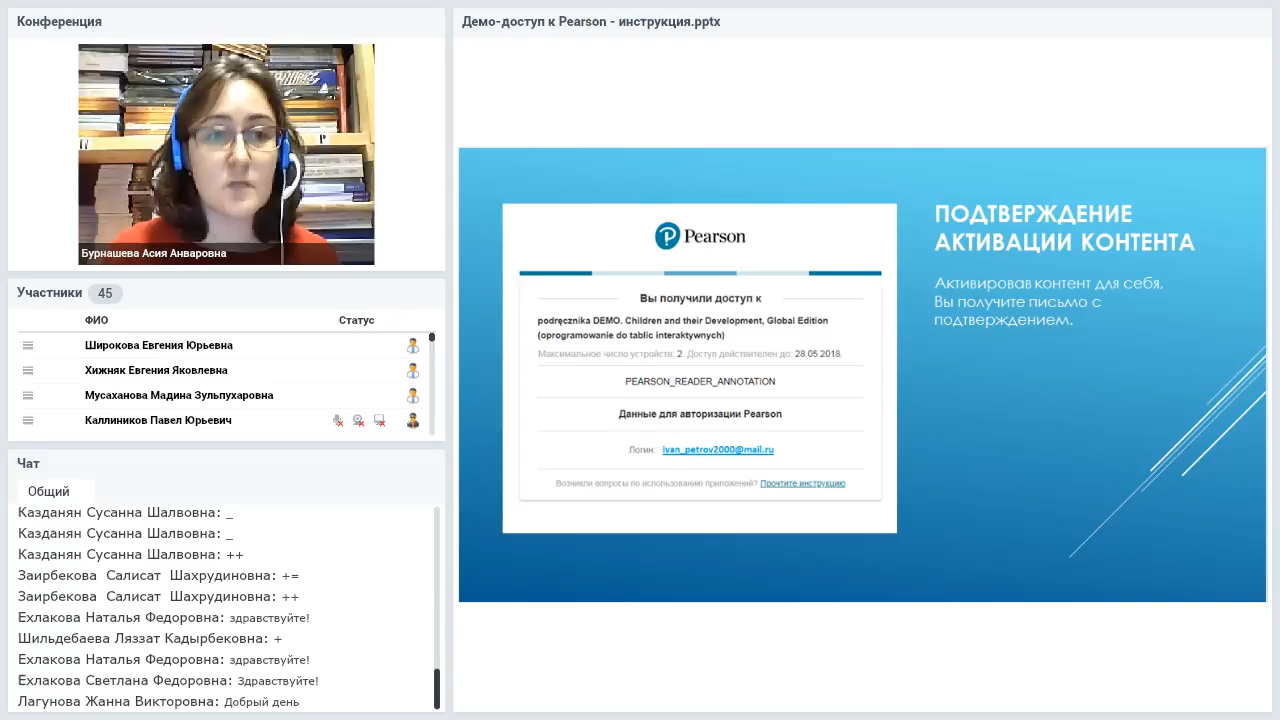 Конференция
Бурнашева Асия Анваровна
Участники 45
ФИО Статус
Широкова Евгения Юрьевна
Хижняк Евгения Яковлевна
Мусаханова Мадина Зульпухаровна
Каллиников Павел Юрьевич
Чат
Общий
Казданян Сусанна Шалвовна: _
Казданян Сусанна Шалвовна: _
Казданян Сусанна Шалвовна: ++
Заирбекова Салисат Шахрудиновна: +=
Заирбекова Салисат Шахрудиновна: ++
Ехлакова Наталья Федоровна: здравствуйте!
Шильдебаева Ляззат Кадырбековна: +
Ехлакова Наталья Федоровна: здравствуйте!
Ехлакова Светлана Федоровна: Здравствуйте!
Лагунова Жанна Викторовна: Добрый день
Демо-доступ к Pearson - инструкция.pptx
Pearson
Вы получили доступ к
podręcznika DEMO. Children and their Development, Global Edition
(oprogramowanie do tablic interaktywnych)
Максимальное число устройств: 2. Доступ действителен до: 28.05.2018.
PEARSON_READER_ANNOTATION
Данные для авторизации Pearson
Логин: ivan_petrov2000@mail.ru
Возникли вопросы по использованию приложений? Прочтите инструкцию
ПОДТВЕРЖДЕНИЕ
АКТИВАЦИИ КОНТЕНТА
Активировав контент для себя,
Вы получите письмо с
подтверждением.